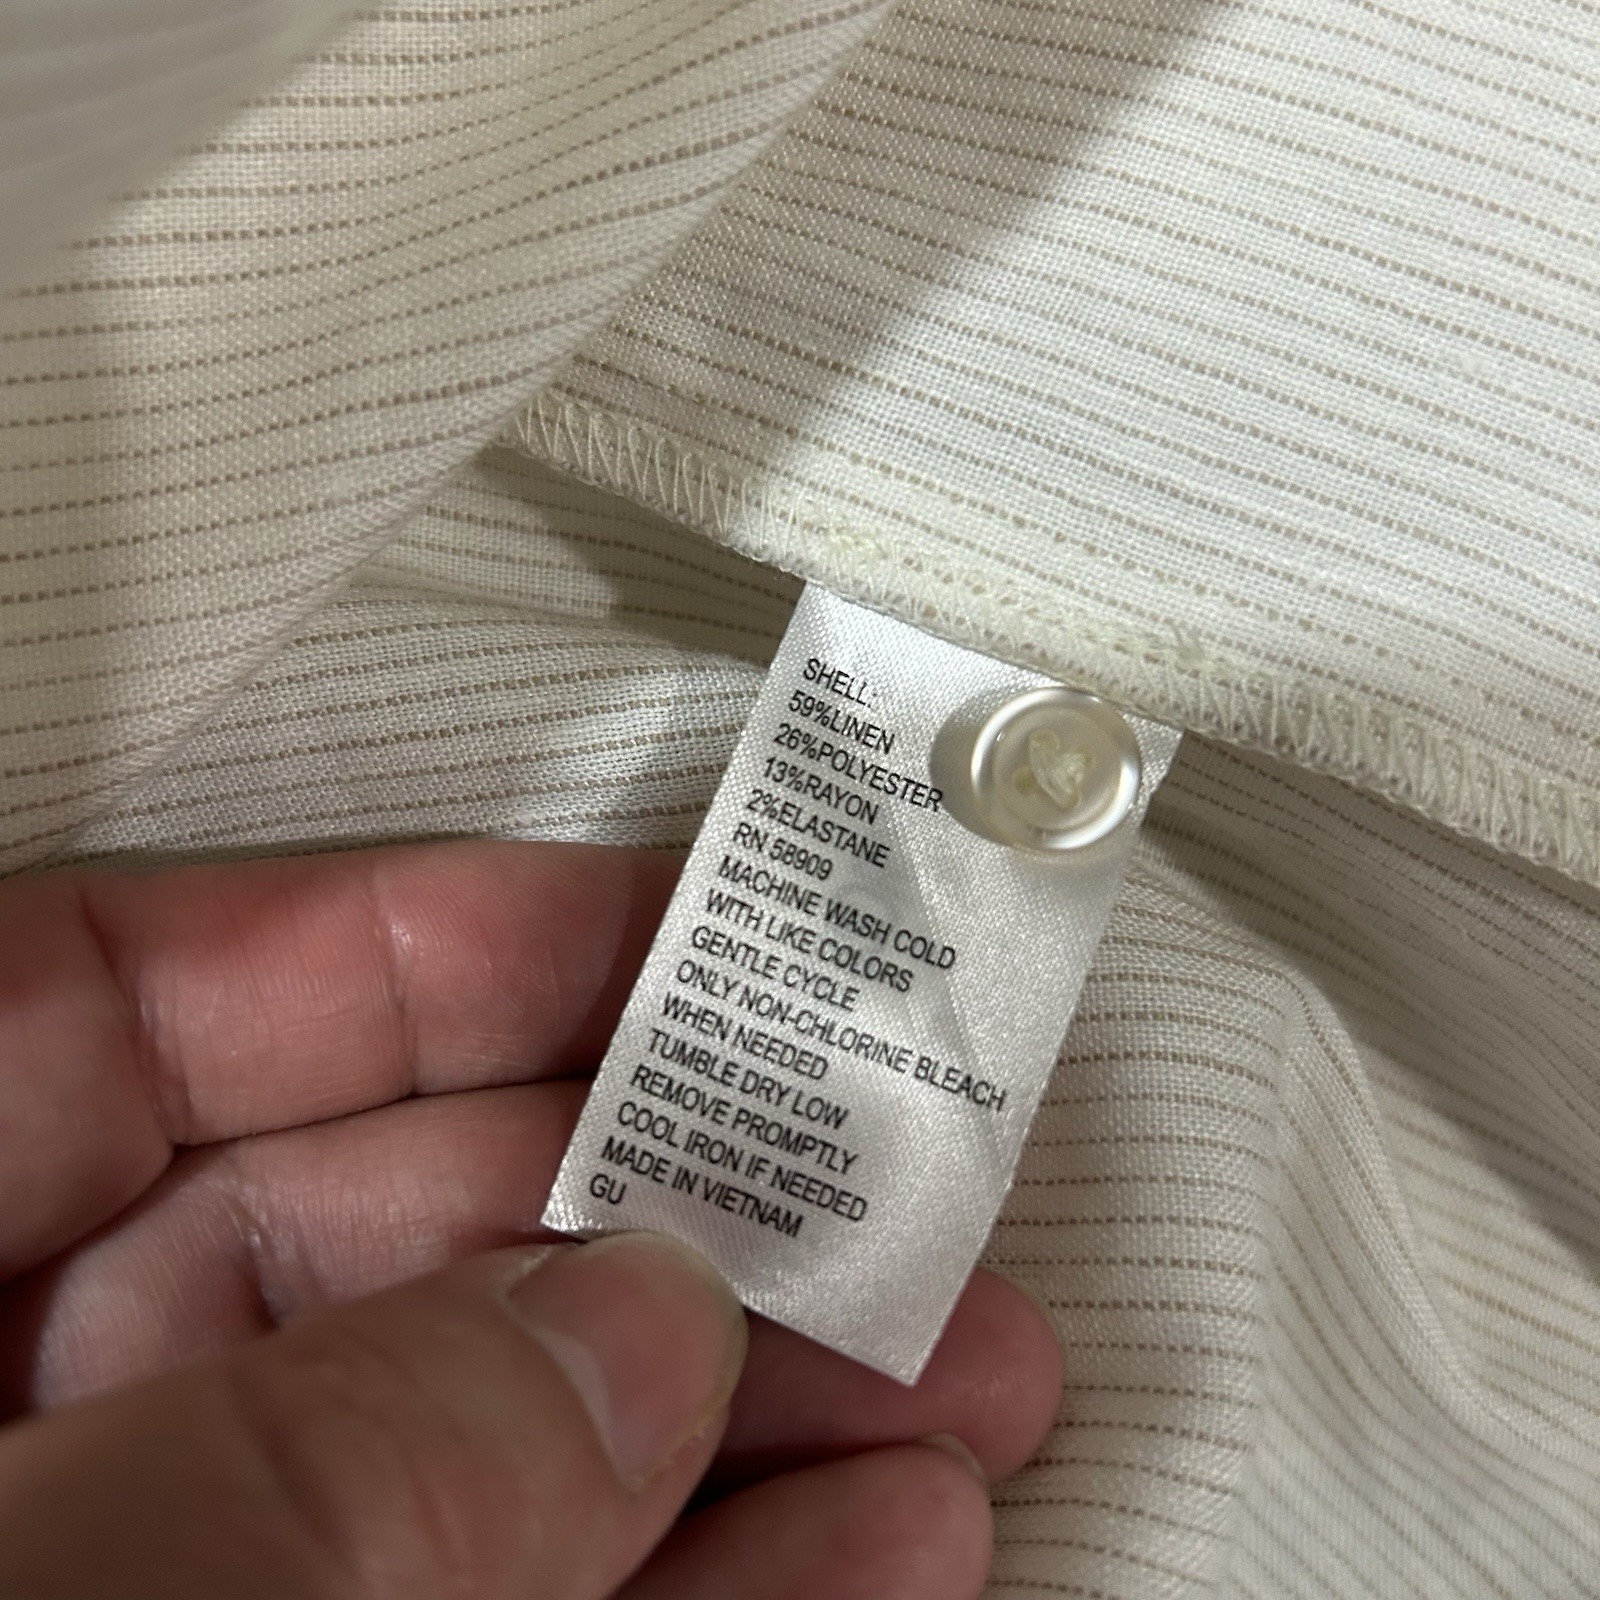 SHELL:
59%LINEN
26%POLYESTER
13%RAYON
2%ELASTANE
RN 58909
MACHINE WASH COLD
WITH LIKE COLORS
GENTLE CYCLE
ONLY NON-CHLORINE BLEACH
WHEN NEEDED
TUMBLE DRY LOW
REMOVE PROMPTLY
COOL IRON IF NEEDED
MADE IN VIETNAM
GU